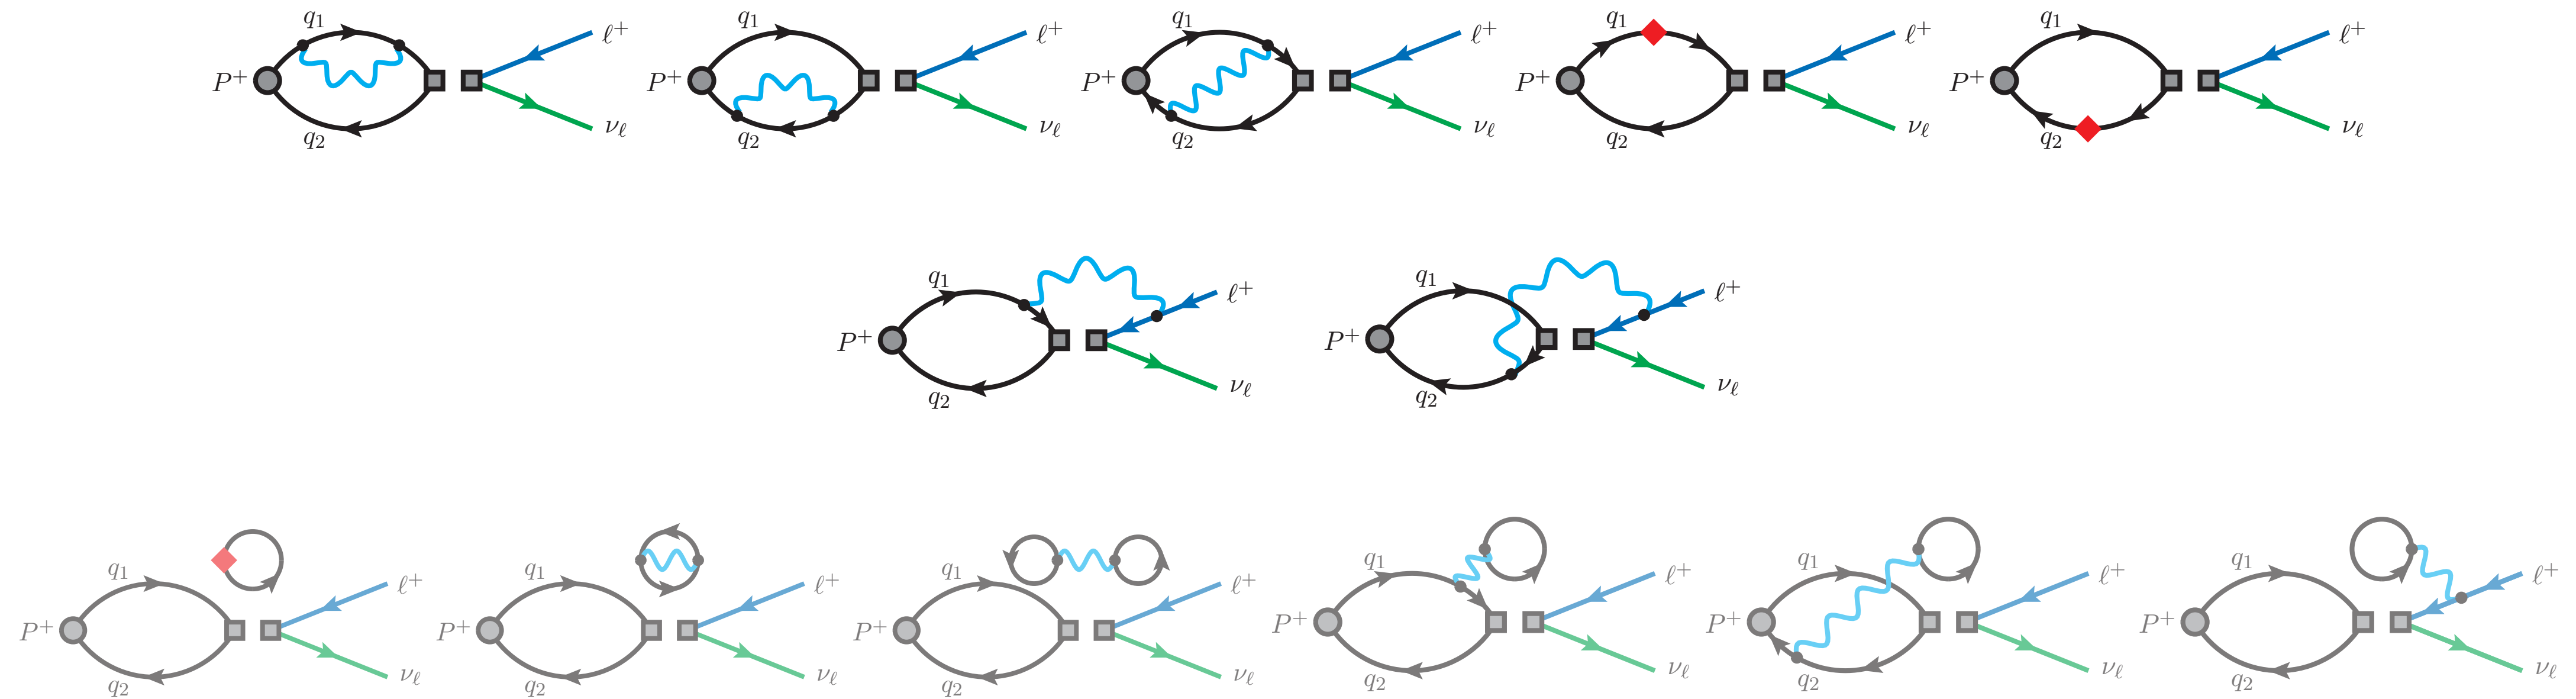 q₁ q₁ q₁ q₁ q₁
P⁺ ℓ⁺ P⁺ ℓ⁺ P⁺ ℓ⁺ P⁺ ℓ⁺ P⁺ ℓ⁺
q₂ νℓ q₂ νℓ q₂ νℓ q₂ νℓ q₂ νℓ
q₁ q₁
P⁺ ℓ⁺ P⁺ ℓ⁺
q₂ νℓ q₂ νℓ
q₁ q₁ q₁ q₁ q₁ q₁
P⁺ ℓ⁺ P⁺ ℓ⁺ P⁺ ℓ⁺ P⁺ ℓ⁺ P⁺ ℓ⁺ P⁺ ℓ⁺
q₂ νℓ q₂ νℓ q₂ νℓ q₂ νℓ q₂ νℓ q₂ νℓ